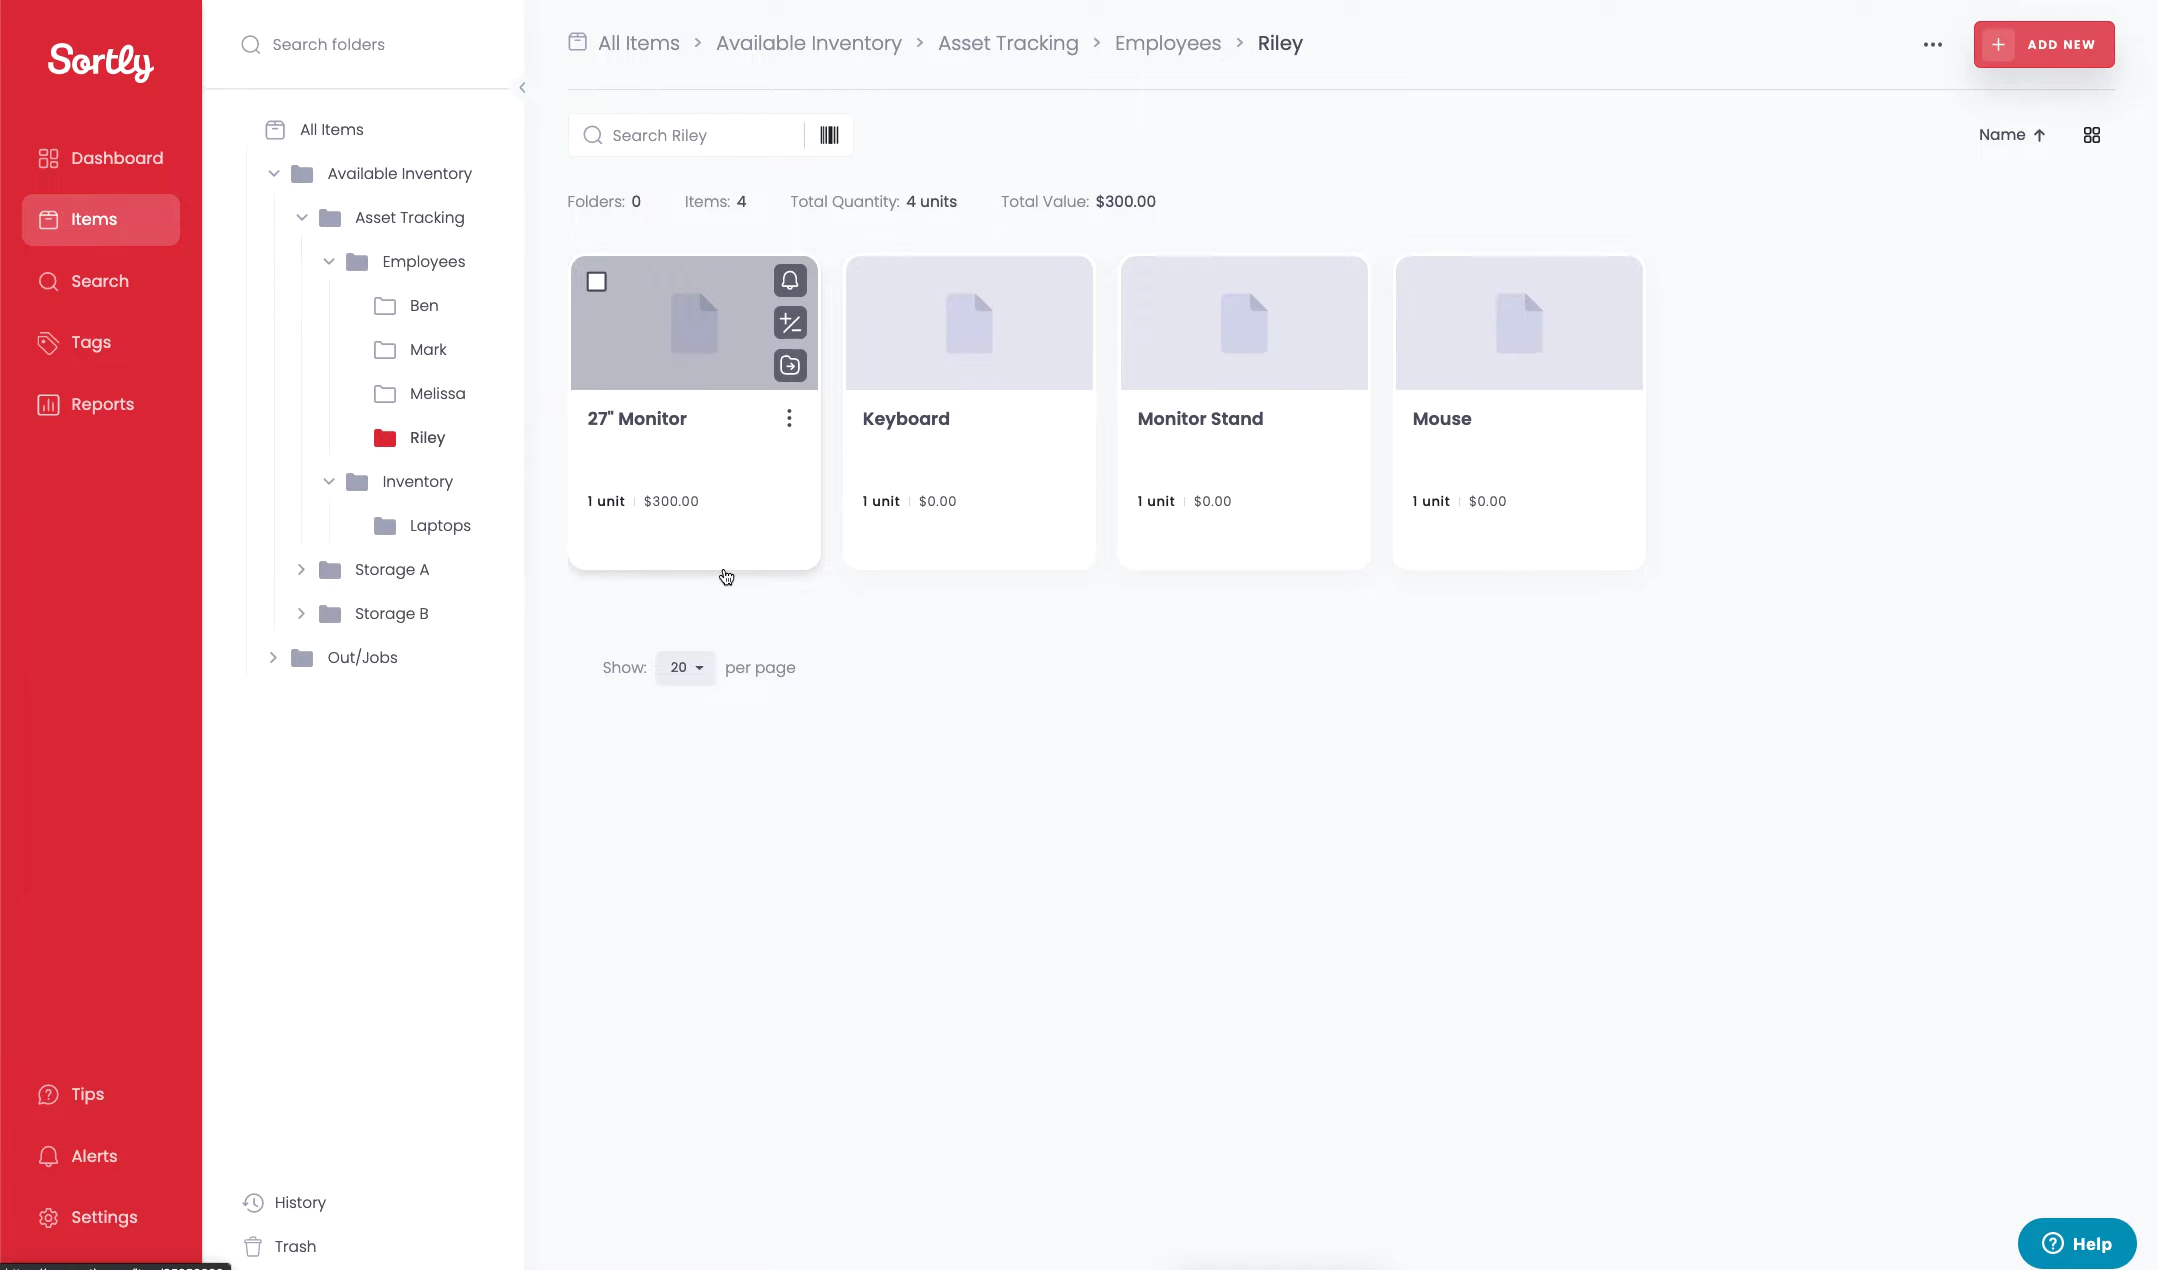 Sortly
Dashboard
Items
Search
Tags
Reports
Tips
Alerts
Settings
Search folders
All Items
Available Inventory
Asset Tracking
Employees
Ben
Mark
Melissa
Riley
Inventory
Laptops
Storage A
Storage B
Out/Jobs
History
Trash
All Items > Available Inventory > Asset Tracking > Employees > Riley
ADD NEW
Search Riley
Name
Folders: 0 Items: 4 Total Quantity: 4 units Total Value: $300.00
27" Monitor
1 unit $300.00
Keyboard
1 unit $0.00
Monitor Stand
1 unit $0.00
Mouse
1 unit $0.00
Show: 20 per page
Help